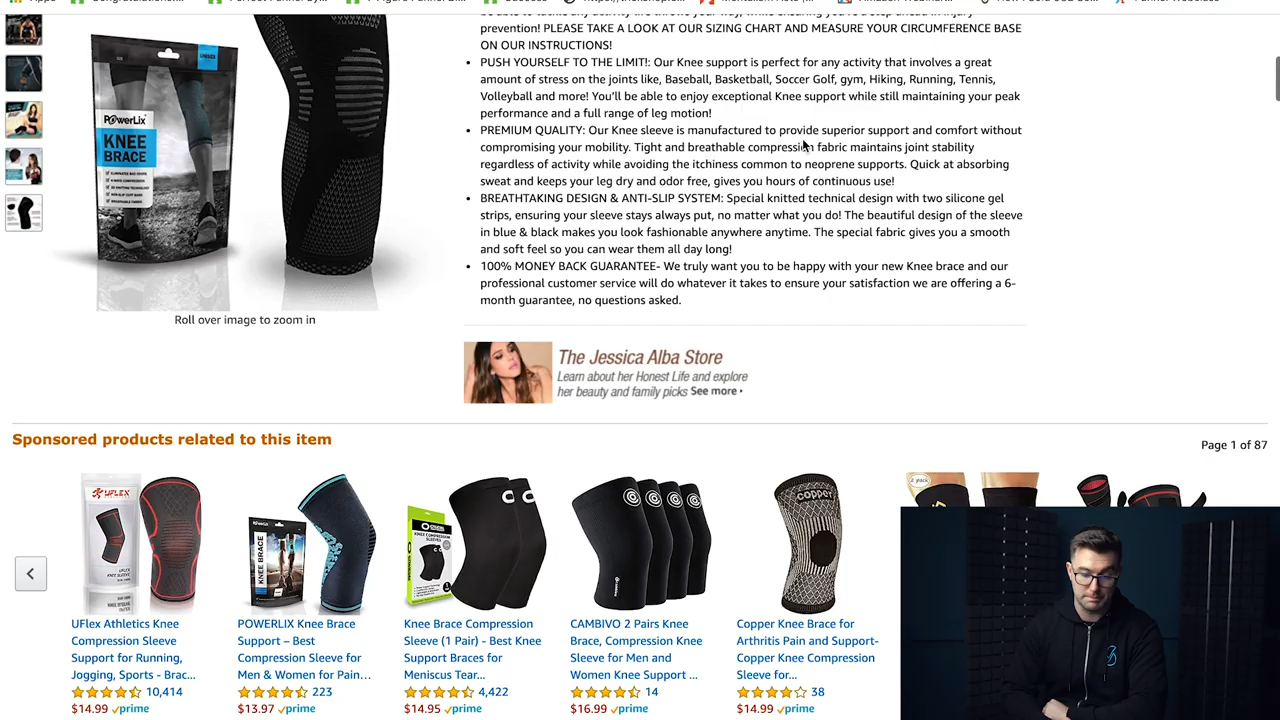 Apps
Congratulations!...
Success
PLEASE TAKE A LOOK AT OUR SIZING CHART AND MEASURE YOUR CIRCUMFERENCE BASE
ON OUR INSTRUCTIONS!
PUSH YOURSELF TO THE LIMIT!: Our Knee support is perfect for any activity that involves a great
amount of stress on the joints like, Baseball, Basketball, Soccer Golf, gym, Hiking, Running, Tennis,
Volleyball and more! You'll be able to enjoy exceptional Knee support while still maintaining your peak
performance and a full range of leg motion!
PREMIUM QUALITY: Our Knee sleeve is manufactured to provide superior support and comfort without
compromising your mobility. Tight and breathable compression fabric maintains joint stability
regardless of activity while avoiding the itchiness common to neoprene supports. Quick at absorbing
sweat and keeps your leg dry and odor free, gives you hours of continuous use!
BREATHTAKING DESIGN & ANTI-SLIP SYSTEM: Special knitted technical design with two silicone gel
strips, ensuring your sleeve stays always put, no matter what you do! The beautiful design of the sleeve
in blue & black makes you look fashionable anywhere anytime. The special fabric gives you a smooth
and soft feel so you can wear them all day long!
100% MONEY BACK GUARANTEE- We truly want you to be happy with your new Knee brace and our
professional customer service will do whatever it takes to ensure your satisfaction we are offering a 6-
month guarantee, no questions asked.
UNISEX
PowerLix
KNEE
BRACE
Roll over image to zoom in
The Jessica Alba Store
Learn about her Honest Life and explore
her beauty and family picks See more
Sponsored products related to this item
Page 1 of 87
UFLEX
KNEE BRACE
copper
2 pack
UFlex Athletics Knee
Compression Sleeve
Support for Running,
Jogging, Sports - Brac...
10,414
$14.99 prime
POWERLIX Knee Brace
Support – Best
Compression Sleeve for
Men & Women for Pain...
223
$13.97 prime
Knee Brace Compression
Sleeve (1 Pair) - Best Knee
Support Braces for
Meniscus Tear...
4,422
$14.95 prime
CAMBIVO 2 Pairs Knee
Brace, Compression Knee
Sleeve for Men and
Women Knee Support ...
14
$16.99 prime
Copper Knee Brace for
Arthritis Pain and Support-
Copper Knee Compression
Sleeve for...
38
$14.99 prime